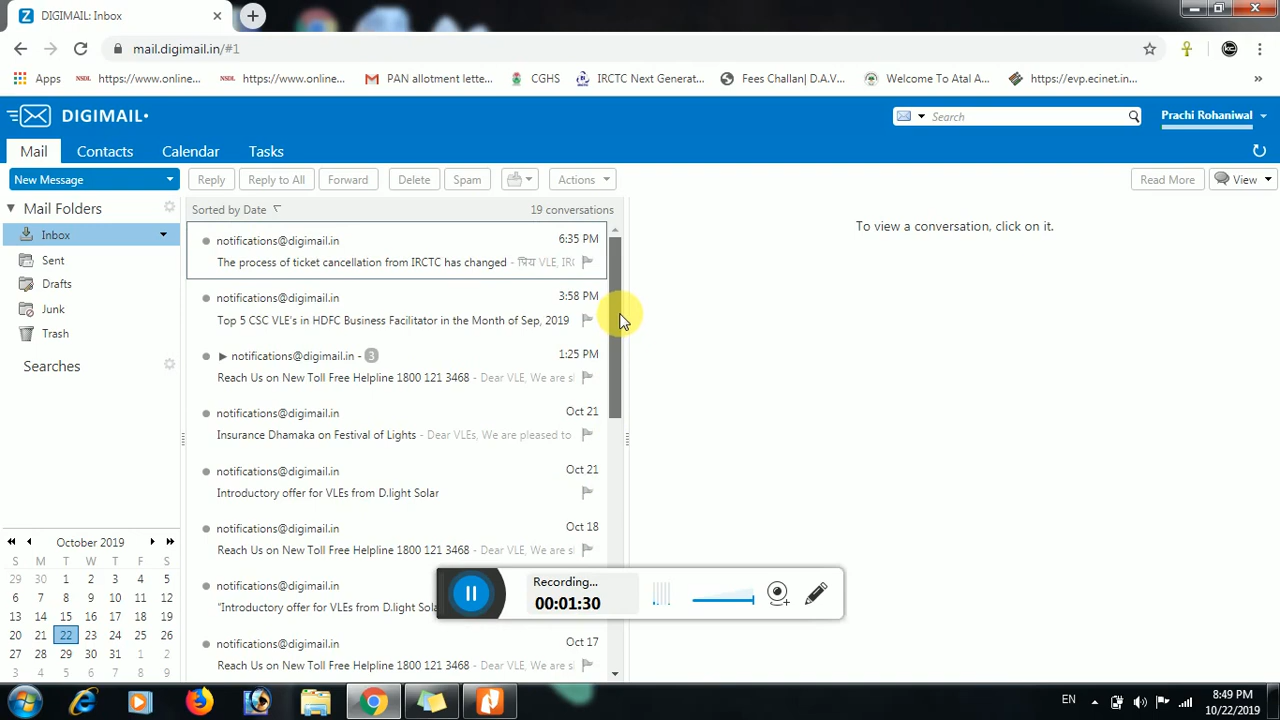 DIGIMAIL: Inbox
mail.digimail.in/#1
Apps https://www.online... https://www.online... PAN allotment lette... CGHS IRCTC Next Generat... Fees Challan| D.A.V... Welcome To Atal A... https://evp.ecinet.in... »
DIGIMAIL
Search
Prachi Rohaniwal
Mail Contacts Calendar Tasks
New Message
Reply Reply to All Forward Delete Spam Actions Read More View
Mail Folders
Inbox
Sent
Drafts
Junk
Trash
Searches
Sorted by Date 19 conversations
notifications@digimail.in 6:35 PM
The process of ticket cancellation from IRCTC has changed - प्रिय VLE, IRC
notifications@digimail.in 3:58 PM
Top 5 CSC VLE's in HDFC Business Facilitator in the Month of Sep, 2019
notifications@digimail.in - 3 1:25 PM
Reach Us on New Toll Free Helpline 1800 121 3468 - Dear VLE, We are s
notifications@digimail.in Oct 21
Insurance Dhamaka on Festival of Lights - Dear VLEs, We are pleased to
notifications@digimail.in Oct 21
Introductory offer for VLEs from D.light Solar
notifications@digimail.in Oct 18
Reach Us on New Toll Free Helpline 1800 121 3468 - Dear VLE, We are s
notifications@digimail.in
"Introductory offer for VLEs from D.light Sola
notifications@digimail.in Oct 17
Reach Us on New Toll Free Helpline 1800 121 3468 - Dear VLE, We are s
To view a conversation, click on it.
October 2019
S M T W T F S
29 30 1 2 3 4 5
6 7 8 9 10 11 12
13 14 15 16 17 18 19
20 21 22 23 24 25 26
27 28 29 30 31 1 2
3 4 5 6 7 8 9
Recording...
00:01:30
EN
8:49 PM
10/22/2019